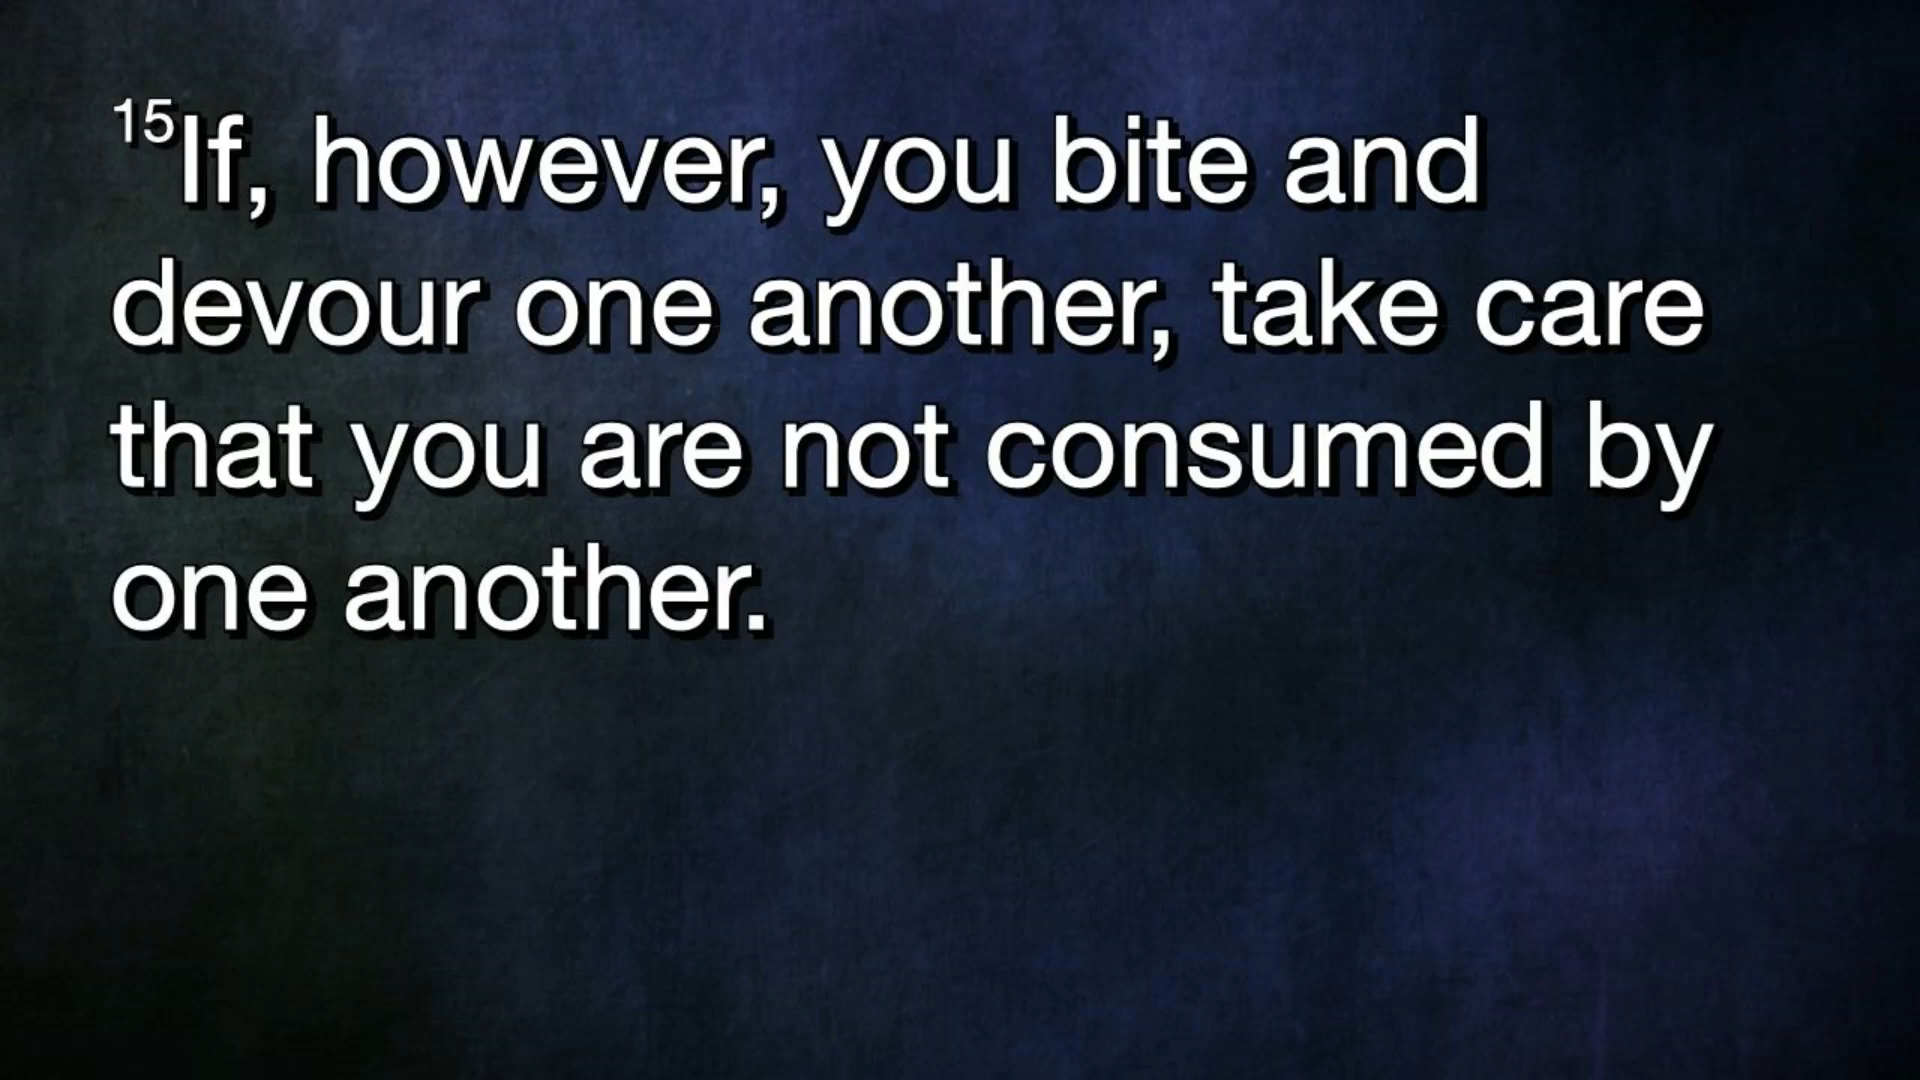 15If, however, you bite and
devour one another, take care
that you are not consumed by
one another.